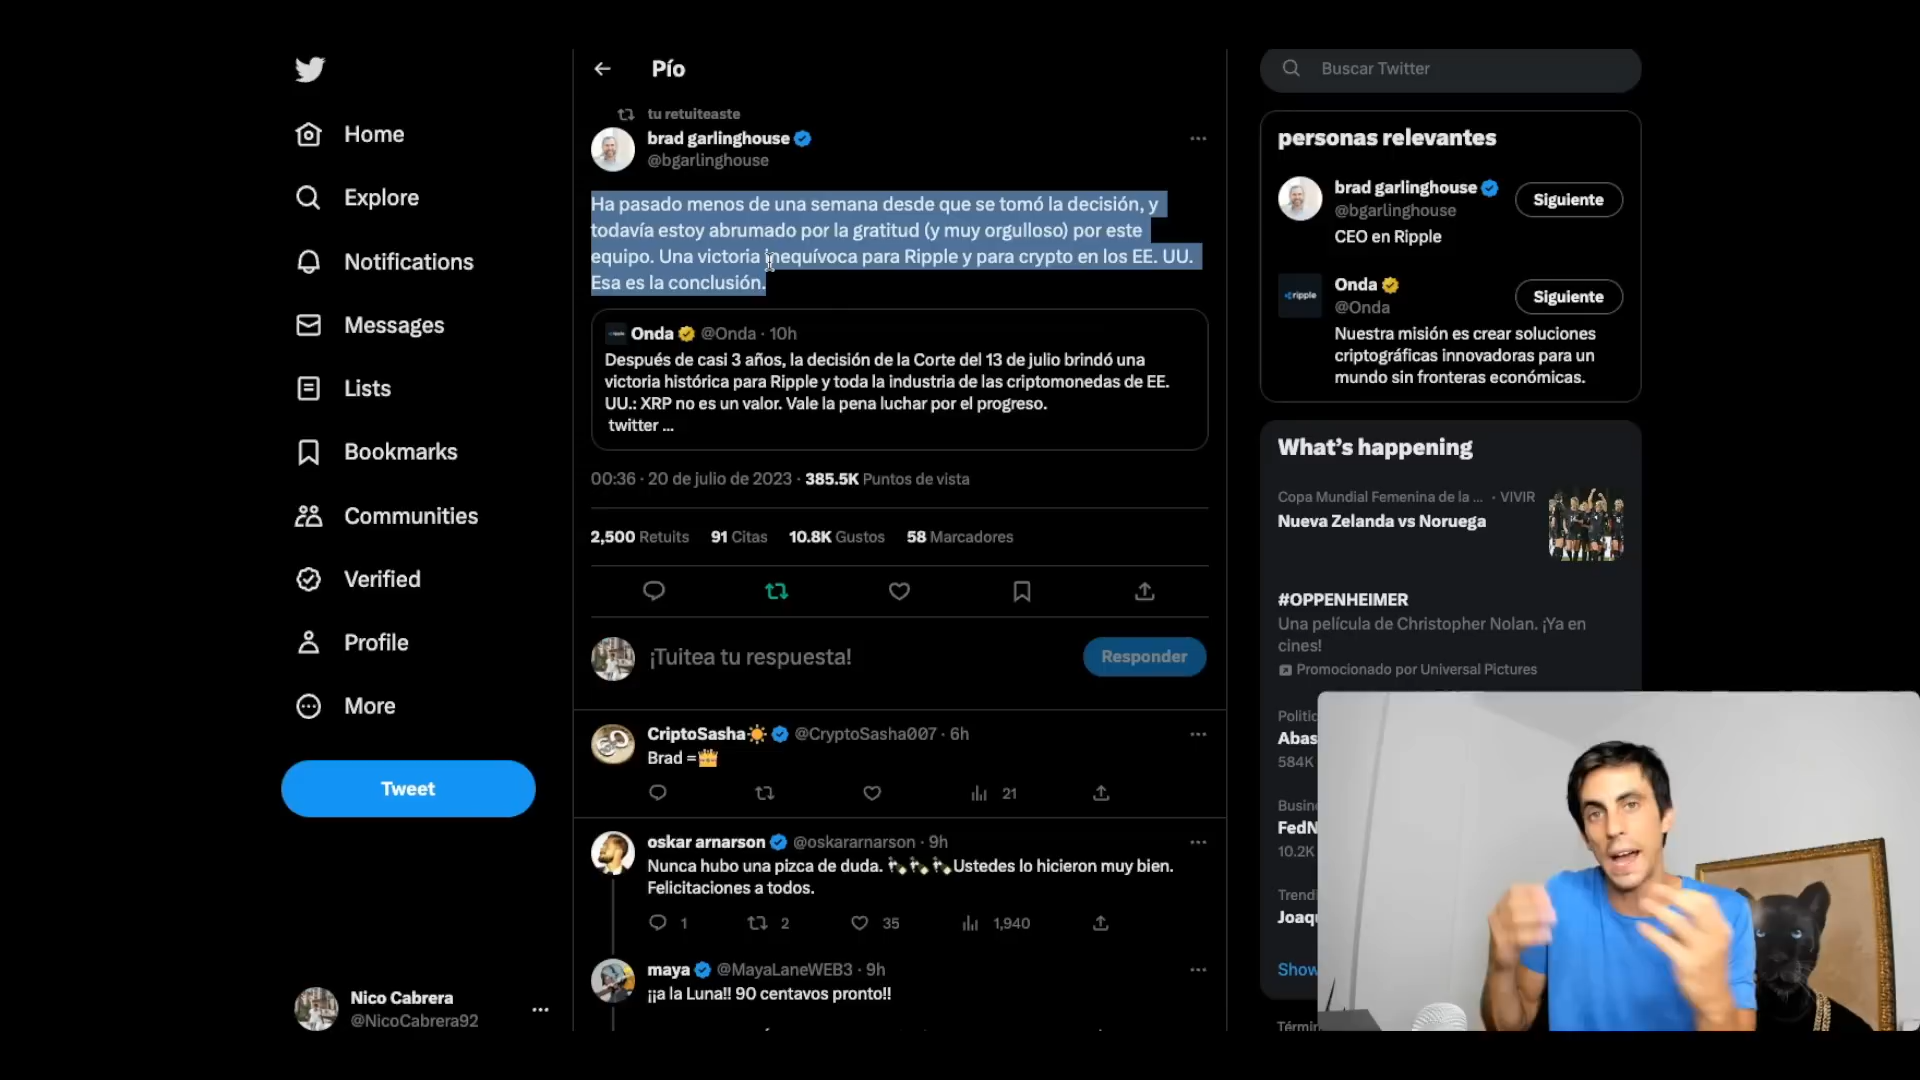 Home
Explore
Notifications
Messages
Lists
Bookmarks
Communities
Verified
Profile
More
Tweet
Nico Cabrera
@NicoCabrera92
Pío
tu retuiteaste
brad garlinghouse
@bgarlinghouse
Ha pasado menos de una semana desde que se tomó la decisión, y
todavía estoy abrumado por la gratitud (y muy orgulloso) por este
equipo. Una victoria inequívoca para Ripple y para crypto en los EE. UU.
Esa es la conclusión.
Onda @Onda · 10h
Después de casi 3 años, la decisión de la Corte del 13 de julio brindó una
victoria histórica para Ripple y toda la industria de las criptomonedas de EE.
UU.: XRP no es un valor. Vale la pena luchar por el progreso.
twitter ...
00:36 · 20 de julio de 2023 · 385.5K Puntos de vista
2,500 Retuits 91 Citas 10.8K Gustos 58 Marcadores
¡Tuitea tu respuesta!
Responder
CriptoSasha☀️ @CryptoSasha007 · 6h
Brad =👑
21
oskar arnarson @oskararnarson · 9h
Nunca hubo una pizca de duda. 🍾🍾🍾Ustedes lo hicieron muy bien.
Felicitaciones a todos.
1 2 35 1,940
maya @MayaLaneWEB3 · 9h
¡¡a la Luna!! 90 centavos pronto!!
Buscar Twitter
personas relevantes
brad garlinghouse
@bgarlinghouse
Siguiente
CEO en Ripple
ripple
Onda
@Onda
Siguiente
Nuestra misión es crear soluciones
criptográficas innovadoras para un
mundo sin fronteras económicas.
What's happening
Copa Mundial Femenina de la ... · VIVIR
Nueva Zelanda vs Noruega
#OPPENHEIMER
Una película de Christopher Nolan. ¡Ya en
cines!
Promocionado por Universal Pictures
Politic
Abas
584K
Busin
FedN
10.2K
Trendi
Joaq
Show
Térmi